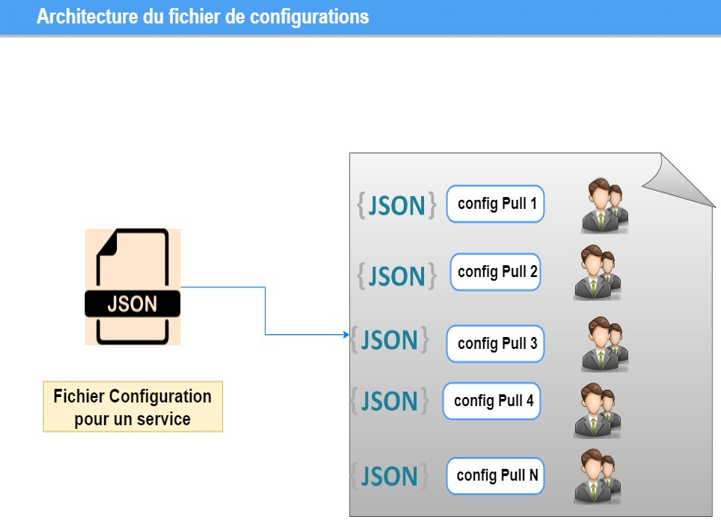 Architecture du fichier de configurations
{JSON} config Pull 1
{JSON} config Pull 2
JSON
{JSON} config Pull 3
Fichier Configuration
pour un service
{JSON} config Pull 4
{JSON} config Pull N